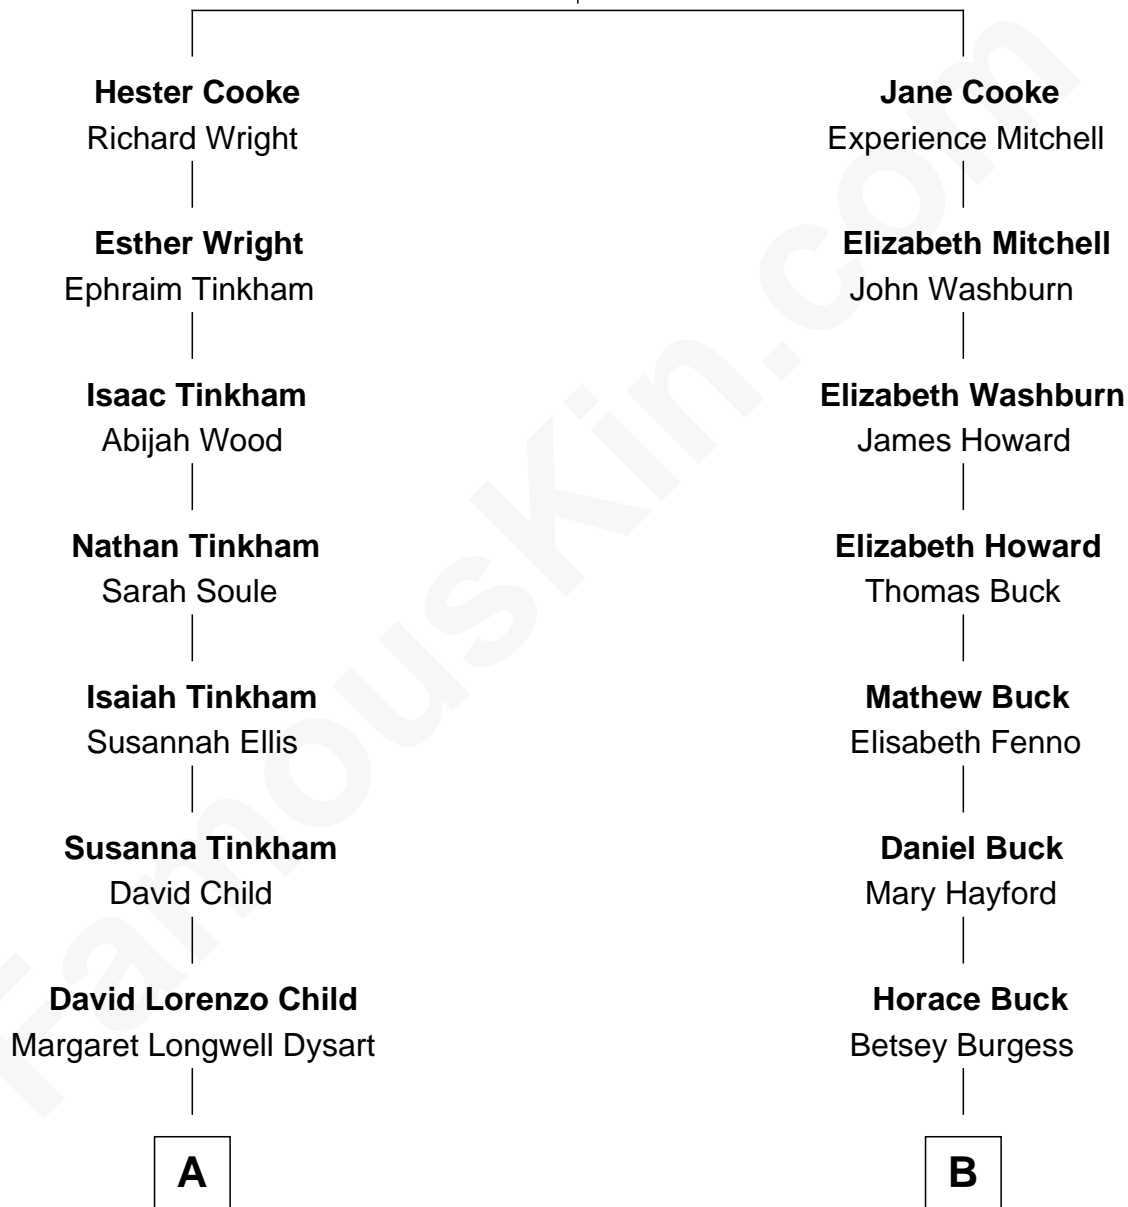 Hester Cooke
Richard Wright
Esther Wright
Ephraim Tinkham
Isaac Tinkham
Abijah Wood
Nathan Tinkham
Sarah Soule
Isaiah Tinkham
Susannah Ellis
Susanna Tinkham
David Child
David Lorenzo Child
Margaret Longwell Dysart
A
Jane Cooke
Experience Mitchell
Elizabeth Mitchell
John Washburn
Elizabeth Washburn
James Howard
Elizabeth Howard
Thomas Buck
Mathew Buck
Elisabeth Fenno
Daniel Buck
Mary Hayford
Horace Buck
Betsey Burgess
B
FamousKin.com